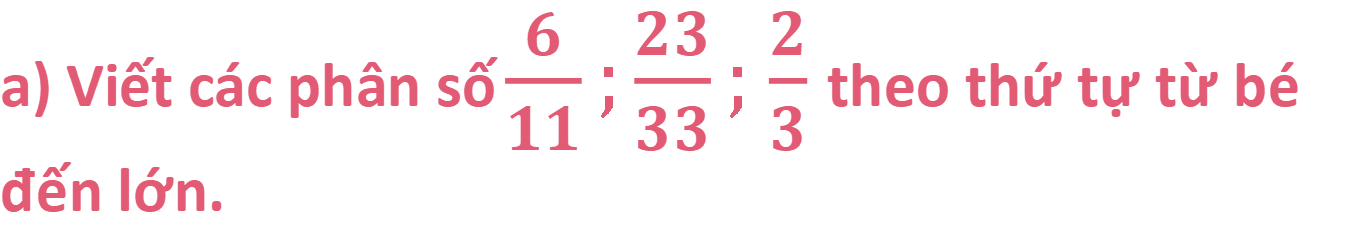 a) Viết các phân số 6/11 ; 23/33 ; 2/3 theo thứ tự từ bé
đến lớn.